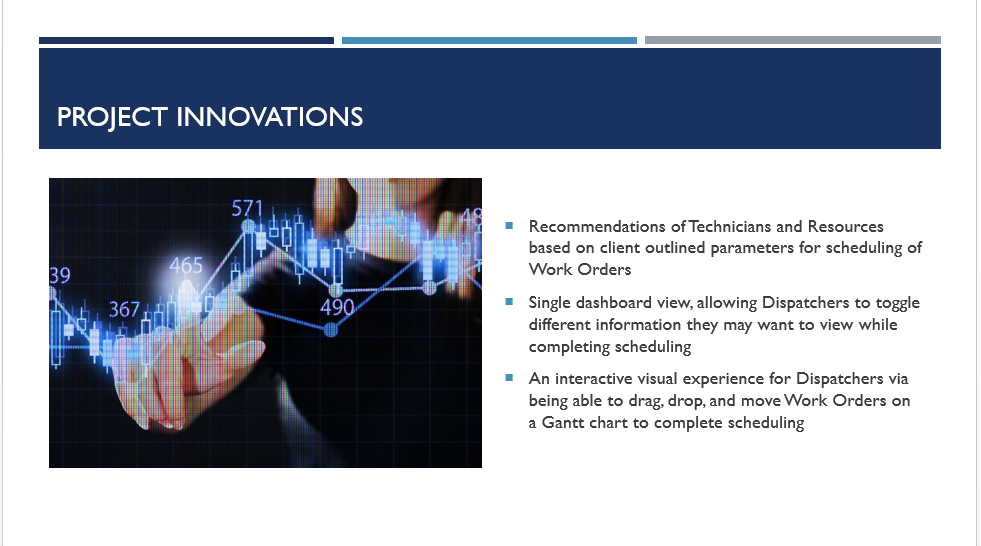 PROJECT INNOVATIONS
571
48
39
465
367
490
Recommendations of Technicians and Resources
based on client outlined parameters for scheduling of
Work Orders
Single dashboard view, allowing Dispatchers to toggle
different information they may want to view while
completing scheduling
An interactive visual experience for Dispatchers via
being able to drag, drop, and move Work Orders on
a Gantt chart to complete scheduling